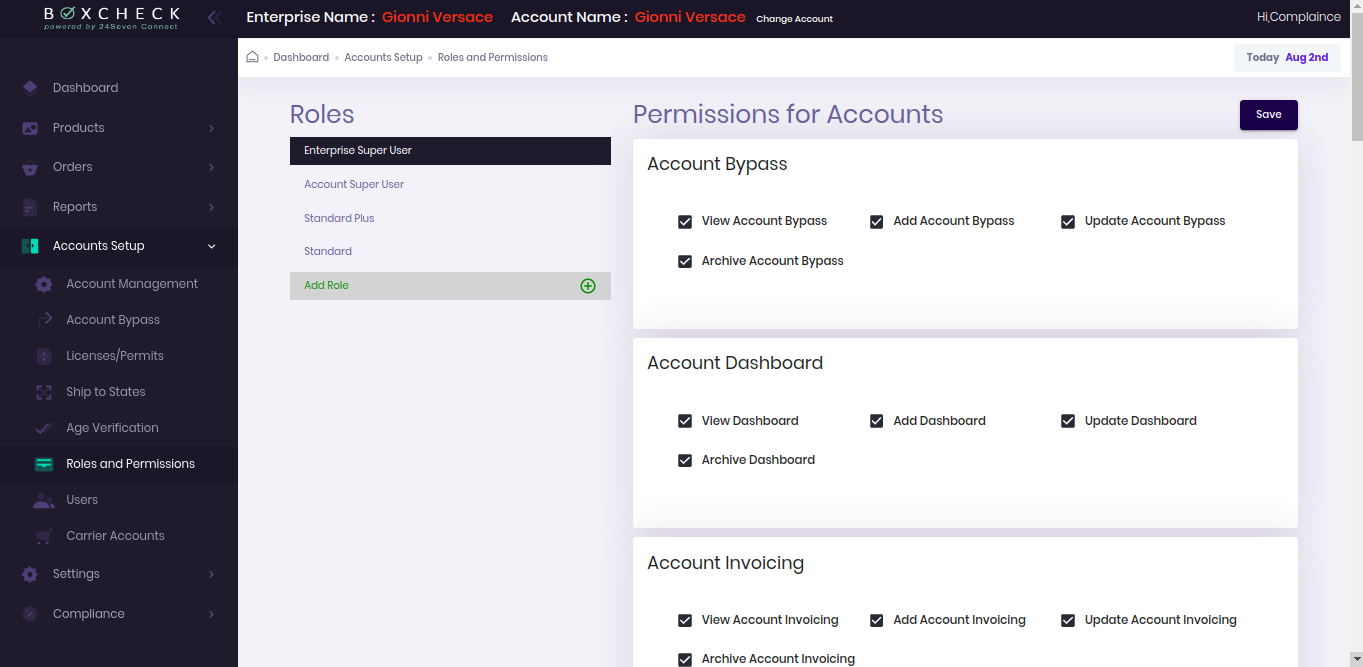 BOXCHECK
powered by 24Seven Connect
Enterprise Name : Gionni Versace Account Name : Gionni Versace Change Account
Hi,Complaince
Dashboard Accounts Setup Roles and Permissions
Today Aug 2nd
Dashboard
Products
Orders
Reports
Accounts Setup
Account Management
Account Bypass
Licenses/Permits
Ship to States
Age Verification
Roles and Permissions
Users
Carrier Accounts
Settings
Compliance
Roles
Enterprise Super User
Account Super User
Standard Plus
Standard
Add Role
Permissions for Accounts
Save
Account Bypass
View Account Bypass Add Account Bypass Update Account Bypass
Archive Account Bypass
Account Dashboard
View Dashboard Add Dashboard Update Dashboard
Archive Dashboard
Account Invoicing
View Account Invoicing Add Account Invoicing Update Account Invoicing
Archive Account Invoicing